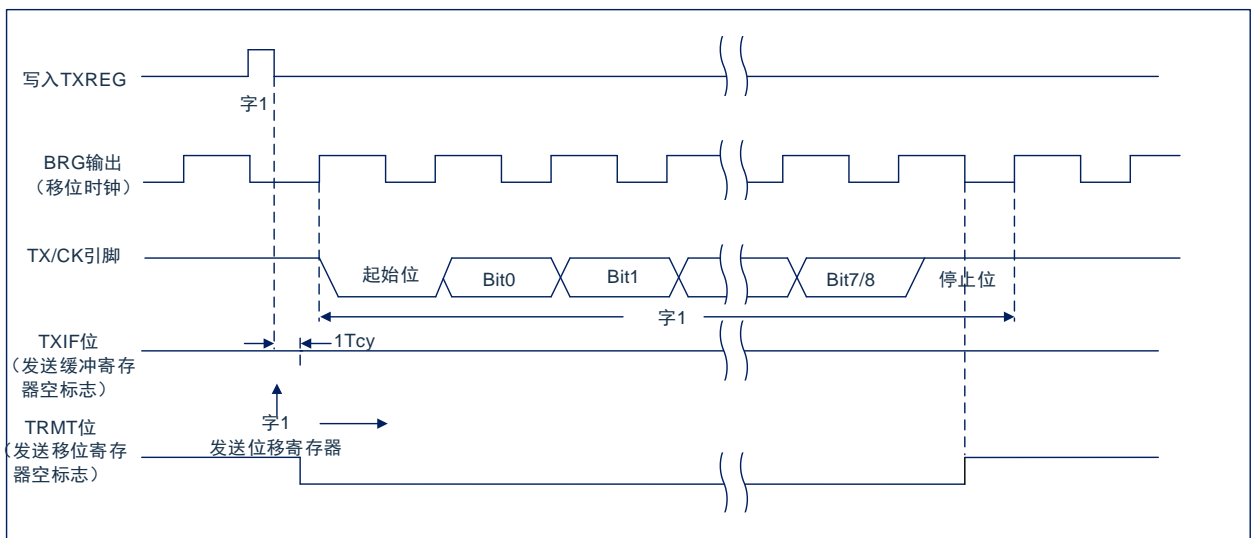 写入TXREG
字1
BRG输出
（移位时钟）
TX/CK引脚
起始位
Bit0
Bit1
Bit7/8
停止位
字1
TXIF位
（发送缓冲寄存
器空标志）
1Tcy
字1
发送位移寄存器
TRMT位
（发送移位寄存
器空标志）